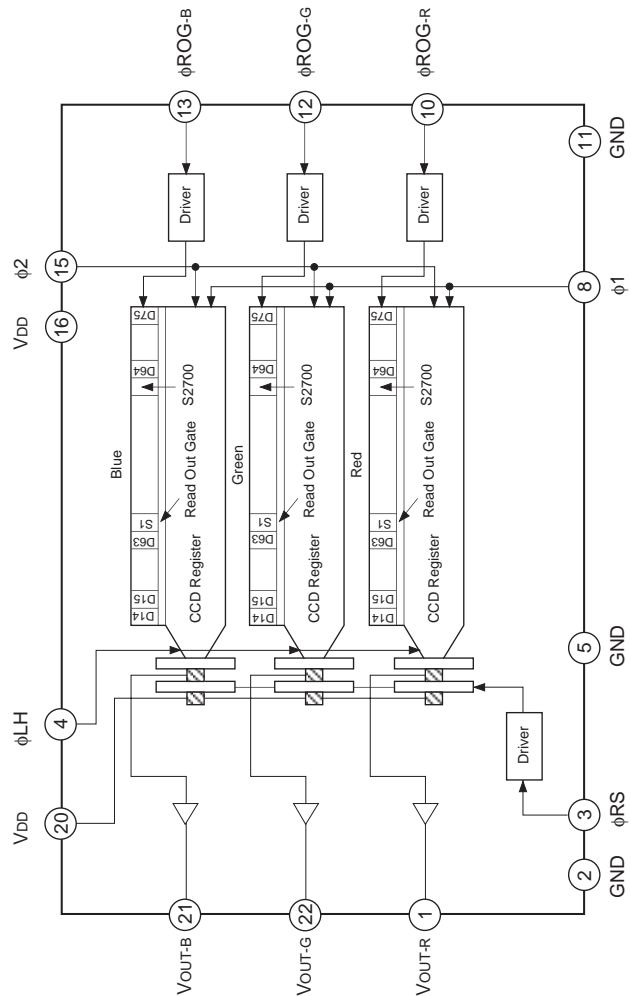 φROG-B
φROG-G
φROG-R
13
12
10
11
GND
Driver
Driver
Driver
φ2
15
VDD
16
8
φ1
Blue
D14
D15
D63
S1
D64
D75
S2700
Read Out Gate
CCD Register
Green
D14
D15
D63
S1
D64
D75
S2700
Read Out Gate
CCD Register
Red
D14
D15
D63
S1
D64
D75
S2700
Read Out Gate
CCD Register
5
GND
φLH
4
VDD
20
Driver
3
φRS
2
GND
21
22
1
VOUT-B
VOUT-G
VOUT-R